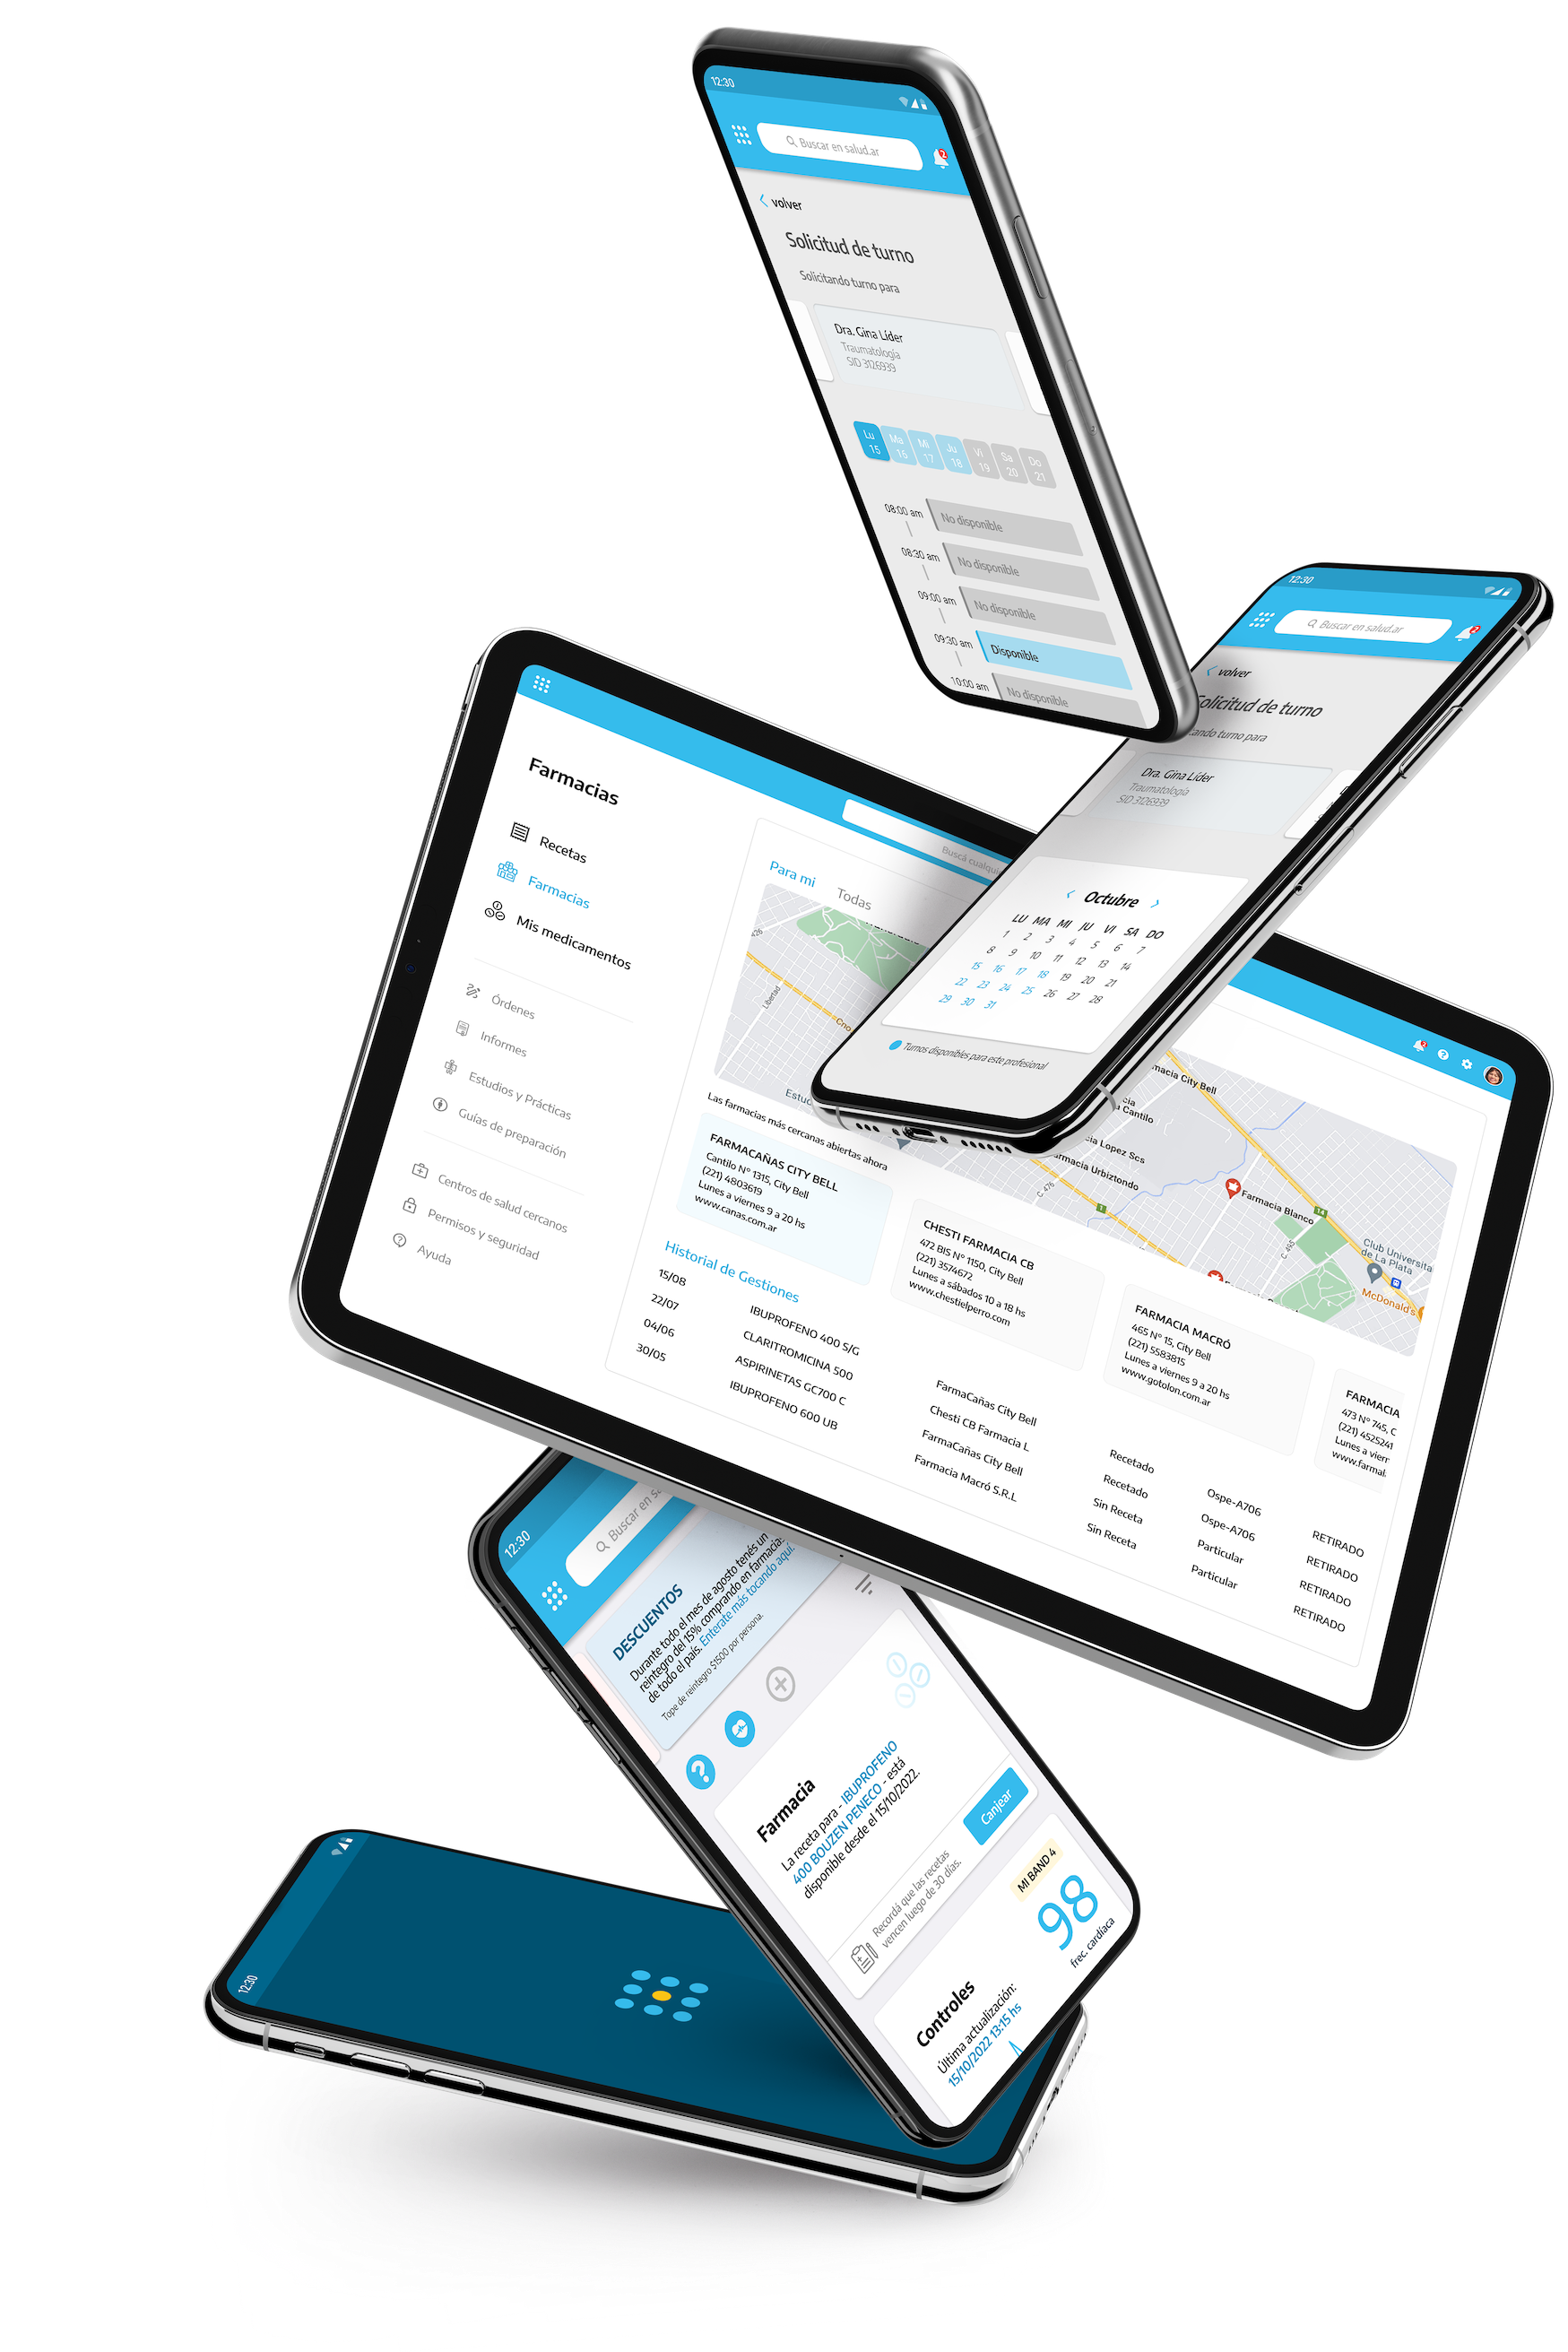 12:30
Buscar en salud.ar
2
volver
Solicitud de turno
Solicitando turno para
Dra. Gina Líder
Traumatología
SID 3126939
Lu Ma Mi Ju Vi Sa Do
15 16 17 18 19 20 21
08:00 am No disponible
08:30 am No disponible
09:00 am No disponible
09:30 am Disponible
10:00 am No disponible
12:30
Buscar en salud.ar
2
volver
Solicitud de turno
turno para
Dra. Gina Líder
Traumatología
SID 3126939
Octubre
LU MA MI JU VI SA DO
1 2 3 4 5 6 7
8 9 10 11 12 13 14
15 16 17 18 19 20 21
22 23 24 25 26 27 28
29 30 31
Turnos disponibles para este profesional
Farmacias
Recetas
Farmacias
Mis medicamentos
Órdenes
Informes
Estudios y Prácticas
Guías de preparación
Centros de salud cercanos
Permisos y seguridad
Ayuda
Buscá
Para mi
Todas
426
Libertad
Cno
City Bell
Cantilo
Lopez Scs
Urbiztondo
C. 476
1
Farmacia Blanco
14
C. 495
Club Universita
de La Plata
McDonald's
2
Las farmacias más cercanas abiertas ahora
FARMACAÑAS CITY BELL
Cantilo Nº 1315, City Bell
(221) 4803619
Lunes a viernes 9 a 20 hs
www.canas.com.ar
CHESTI FARMACIA CB
472 BIS Nº 1150, City Bell
(221) 3574672
Lunes a sábados 10 a 18 hs
www.chestielperro.com
FARMACIA MACRÓ
465 Nº 15, City Bell
(221) 5583815
Lunes a viernes 9 a 20 hs
www.gotolon.com.ar
FARMACIA
473 Nº 745, C
(221) 4525241
Lunes a vierr
www.farmal.
Historial de Gestiones
15/08 IBUPROFENO 400 S/G FarmaCañas City Bell Recetado Ospe-A706 RETIRADO
22/07 CLARITROMICINA 500 Chesti CB Farmacia L Recetado Ospe-A706 RETIRADO
04/06 ASPIRINETAS GC700 C FarmaCañas City Bell Sin Receta Particular RETIRADO
30/05 IBUPROFENO 600 UB Farmacia Macró S.R.L Sin Receta Particular RETIRADO
12:30
Buscar en
DESCUENTOS
Durante todo el mes de agosto tenés un
reintegro del 15% comprando en farmacias
de todo el país. Enterate más tocando aquí.
Tope de reintegro $1500 por persona.
Farmacia
La receta para - IBUPROFENO
400 BOUZEN PENECO - está
disponible desde el 15/10/2022.
Recordá que las recetas
vencen luego de 30 días.
Canjear
Controles
Última actualización:
15/10/2022 13:15 hs
MI BAND 4
98
frec. cardíaca
12:30